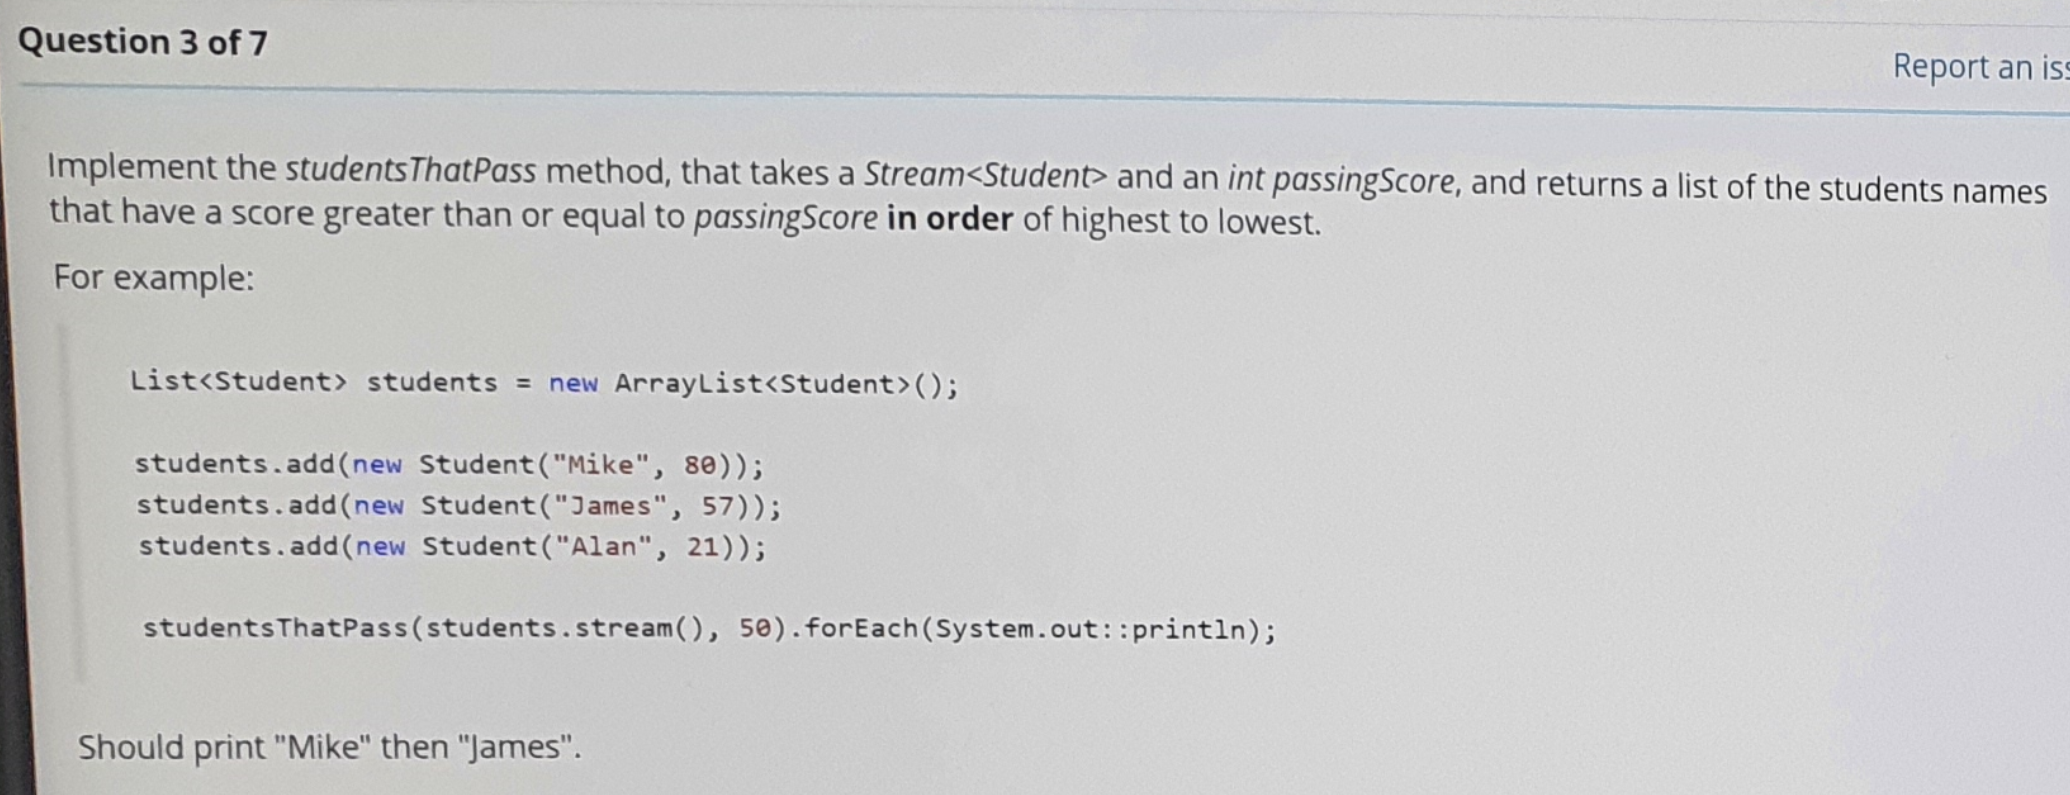 Question 3 of 7
Report an iss
Implement the studentsThatPass method, that takes a Stream<Student> and an int passingScore, and returns a list of the students names
that have a score greater than or equal to passingScore in order of highest to lowest.
For example:
List<Student> students = new ArrayList<Student>();
students.add(new Student("Mike", 80));
students.add(new Student("James", 57));
students.add(new Student("Alan", 21));
studentsThatPass(students.stream(), 50).forEach(System.out::println);
Should print "Mike" then "James".